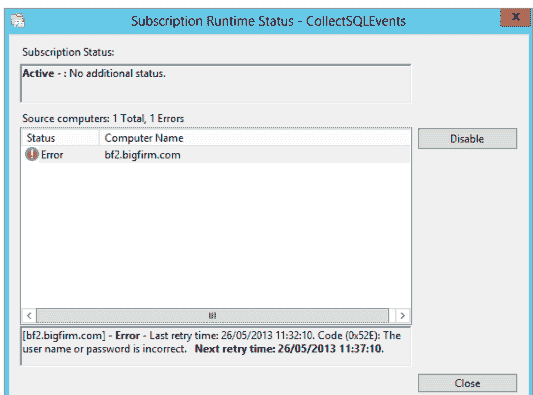 Subscription Runtime Status - CollectSQLEvents
x
Subscription Status:
Active - : No additional status.
Source computers: 1 Total, 1 Errors
Status Computer Name
Disable
Error bf2.bigfirm.com
[bf2.bigfirm.com] - Error - Last retry time: 26/05/2013 11:32:10. Code (0x52E): The
user name or password is incorrect. Next retry time: 26/05/2013 11:37:10.
Close